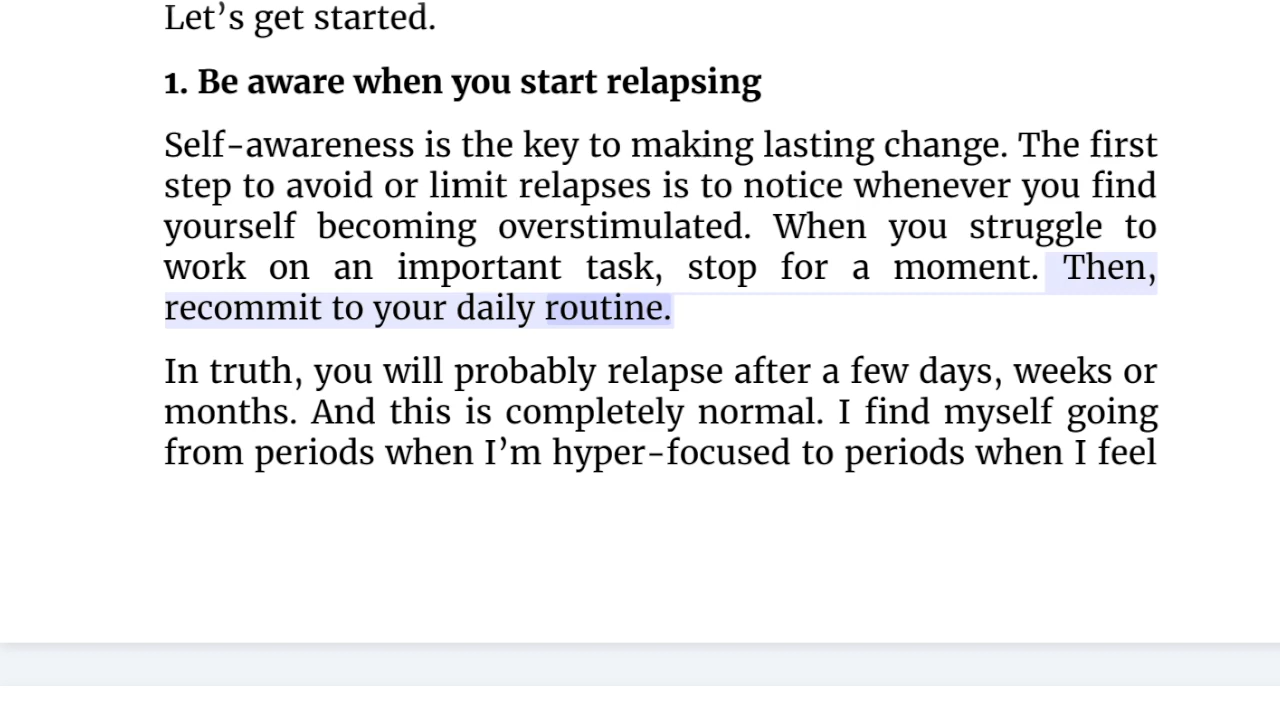 Let’s get started.
1. Be aware when you start relapsing
Self-awareness is the key to making lasting change. The first
step to avoid or limit relapses is to notice whenever you find
yourself becoming overstimulated. When you struggle to
work on an important task, stop for a moment. Then,
recommit to your daily routine.
In truth, you will probably relapse after a few days, weeks or
months. And this is completely normal. I find myself going
from periods when I’m hyper-focused to periods when I feel